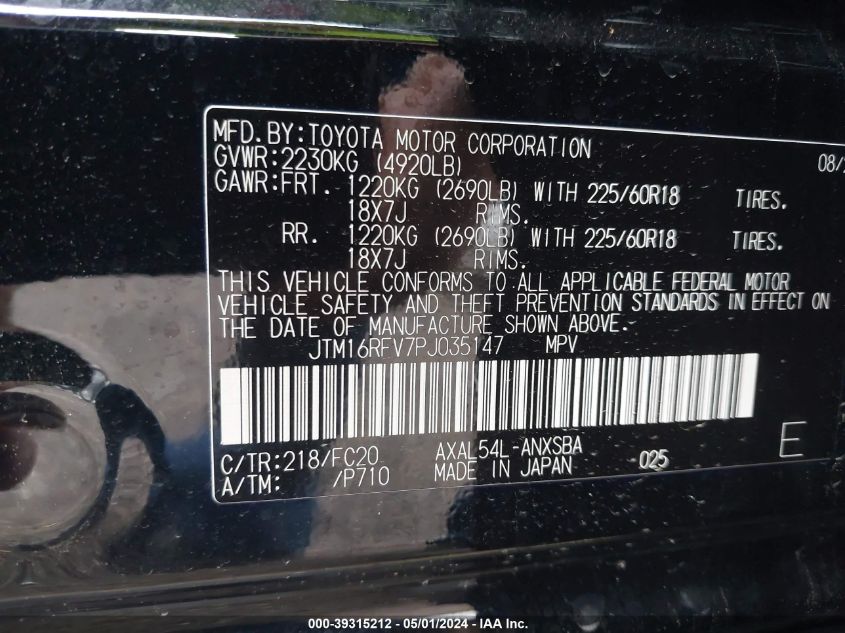 MFD.BY:TOYOTA MOTOR CORPORATION 08/
GVWR:2230KG (4920LB)
GAWR:FRT. 1220KG (2690LB) WITH 225/60R18 TIRES.
18X7J RIMS.
RR. 1220KG (2690LB) WITH 225/60R18 TIRES.
18X7J RIMS.
THIS VEHICLE CONFORMS TO ALL APPLICABLE FEDERAL MOTOR
VEHICLE SAFETY AND THEFT PREVENTION STANDARDS IN EFFECT ON
THE DATE OF MANUFACTURE SHOWN ABOVE.
JTM16RFV7PJ035147 MPV
C/TR:218/FC20 AXAL54L-ANXSBA 025 E
A/TM: /P710 MADE IN JAPAN
000-39315212 - 05/01/2024 - IAA Inc.